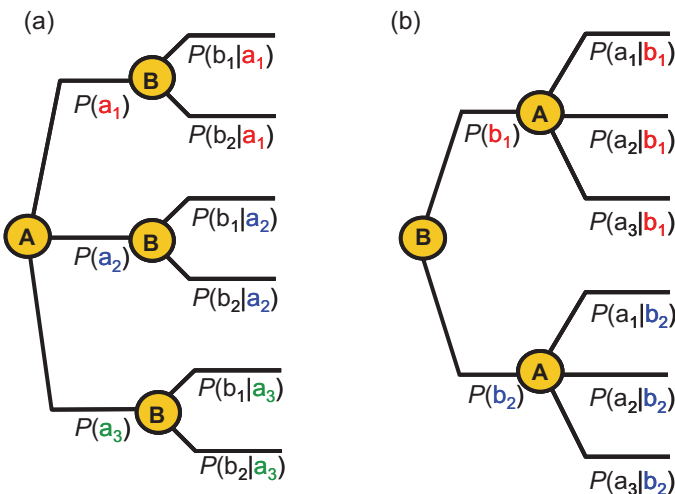 (a)
B
P(b₁|a₁)
P(a₁)
P(b₂|a₁)
A
B
P(b₁|a₂)
P(a₂)
P(b₂|a₂)
B
P(b₁|a₃)
P(a₃)
P(b₂|a₃)
(b)
A
P(a₁|b₁)
P(b₁)
P(a₂|b₁)
P(a₃|b₁)
B
A
P(a₁|b₂)
P(b₂)
P(a₂|b₂)
P(a₃|b₂)